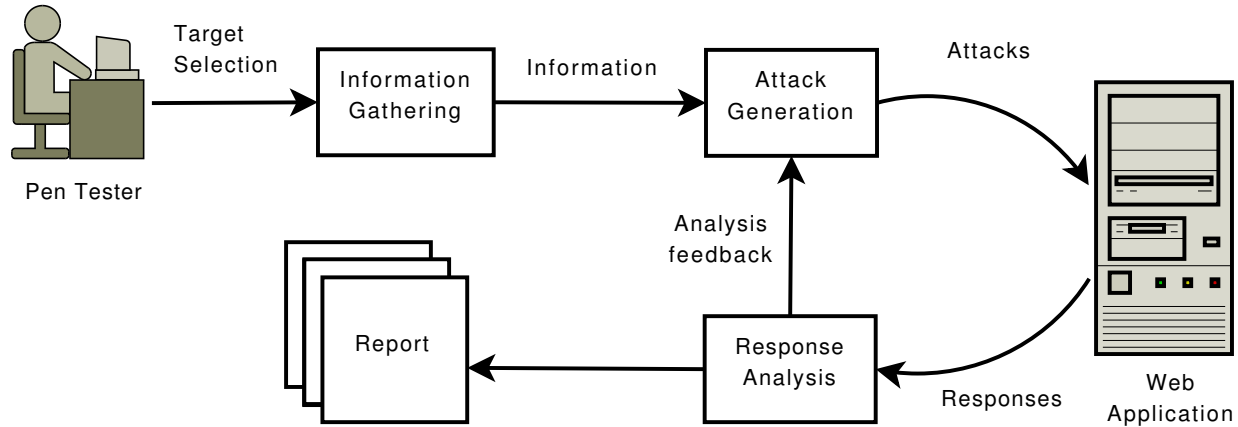 Target
Selection
Information
Gathering
Information
Attack
Generation
Attacks
Pen Tester
Analysis
feedback
Report
Response
Analysis
Responses
Web
Application